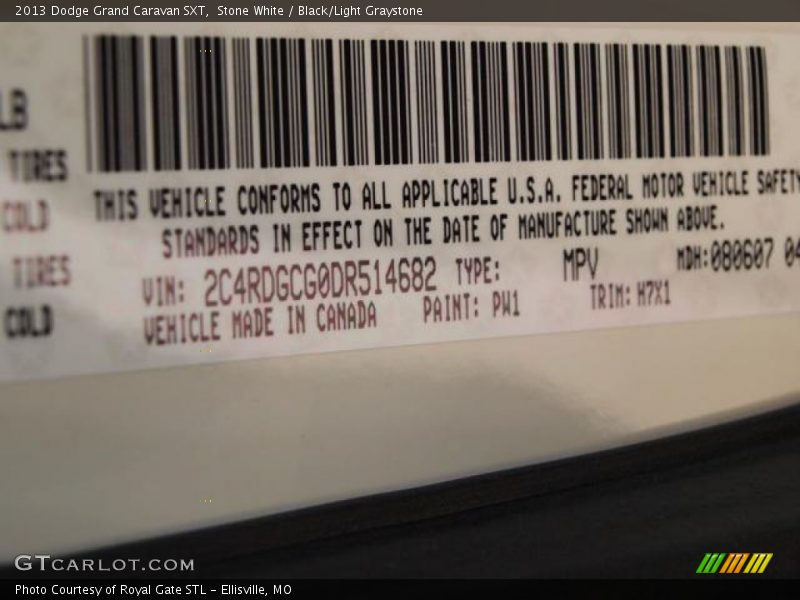 2013 Dodge Grand Caravan SXT, Stone White / Black/Light Graystone
LB
TIRES
COLD
TIRES
COLD
THIS VEHICLE CONFORMS TO ALL APPLICABLE U.S.A. FEDERAL MOTOR VEHICLE SAFETY
STANDARDS IN EFFECT ON THE DATE OF MANUFACTURE SHOWN ABOVE.
VIN: 2C4RDGCG0DR514682 TYPE: MPV MDH:080607 04
VEHICLE MADE IN CANADA PAINT: PW1 TRIM: H7X1
GTCARLOT.COM
Photo Courtesy of Royal Gate STL - Ellisville, MO